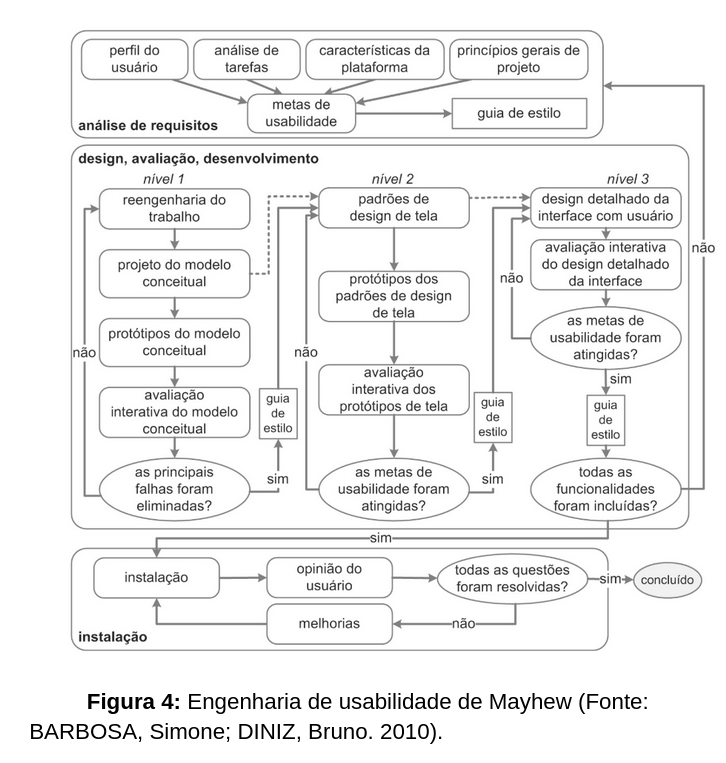 perfil do
usuário
análise de
tarefas
características da
plataforma
princípios gerais de
projeto
metas de
usabilidade
guia de estilo
análise de requisitos
não
design, avaliação, desenvolvimento
nível 1
reengenharia do
trabalho
projeto do modelo
conceitual
protótipos do modelo
conceitual
não
avaliação
interativa do modelo
conceitual
guia
de
estilo
as principais
falhas foram
eliminadas?
sim
nível 2
padrões de
design de tela
protótipos dos
padrões de design
de tela
não
avaliação
interativa dos
protótipos de tela
guia
de
estilo
as metas de
usabilidade foram
atingidas?
sim
nível 3
design detalhado da
interface com usuário
avaliação interativa
do design detalhado
da interface
não
as metas de
usabilidade foram
atingidas?
sim
guia
de
estilo
todas as
funcionalidades
foram incluídas?
sim
instalação
opinião do
usuário
todas as questões
foram resolvidas?
sim
concluído
melhorias
não
instalação
Figura 4: Engenharia de usabilidade de Mayhew (Fonte:
BARBOSA, Simone; DINIZ, Bruno. 2010).